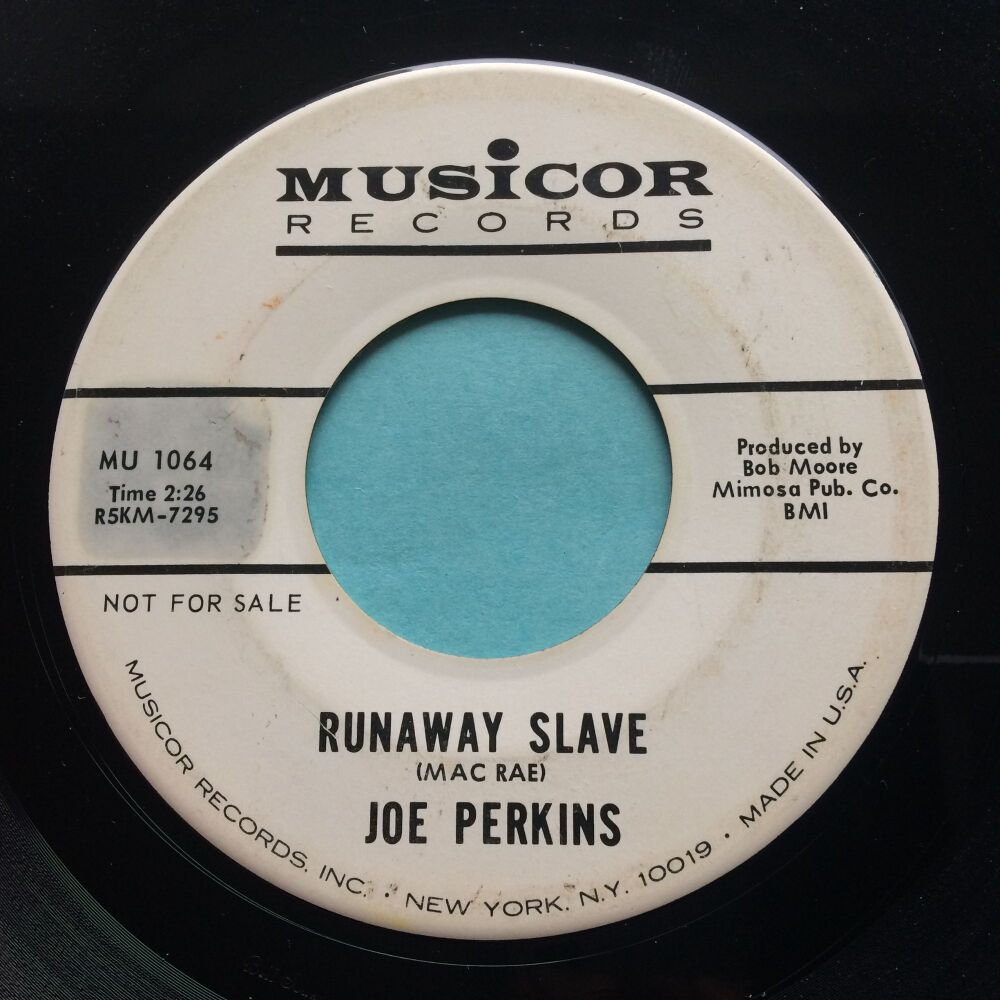 MUSiCOR
RECORDS
MU 1064
Time 2:26
R5KM-7295
Produced by
Bob Moore
Mimosa Pub. Co.
BMI
NOT FOR SALE
RUNAWAY SLAVE
(MAC RAE)
JOE PERKINS
MUSICOR RECORDS, INC. · NEW YORK, N.Y. 10019 · MADE IN U.S.A.